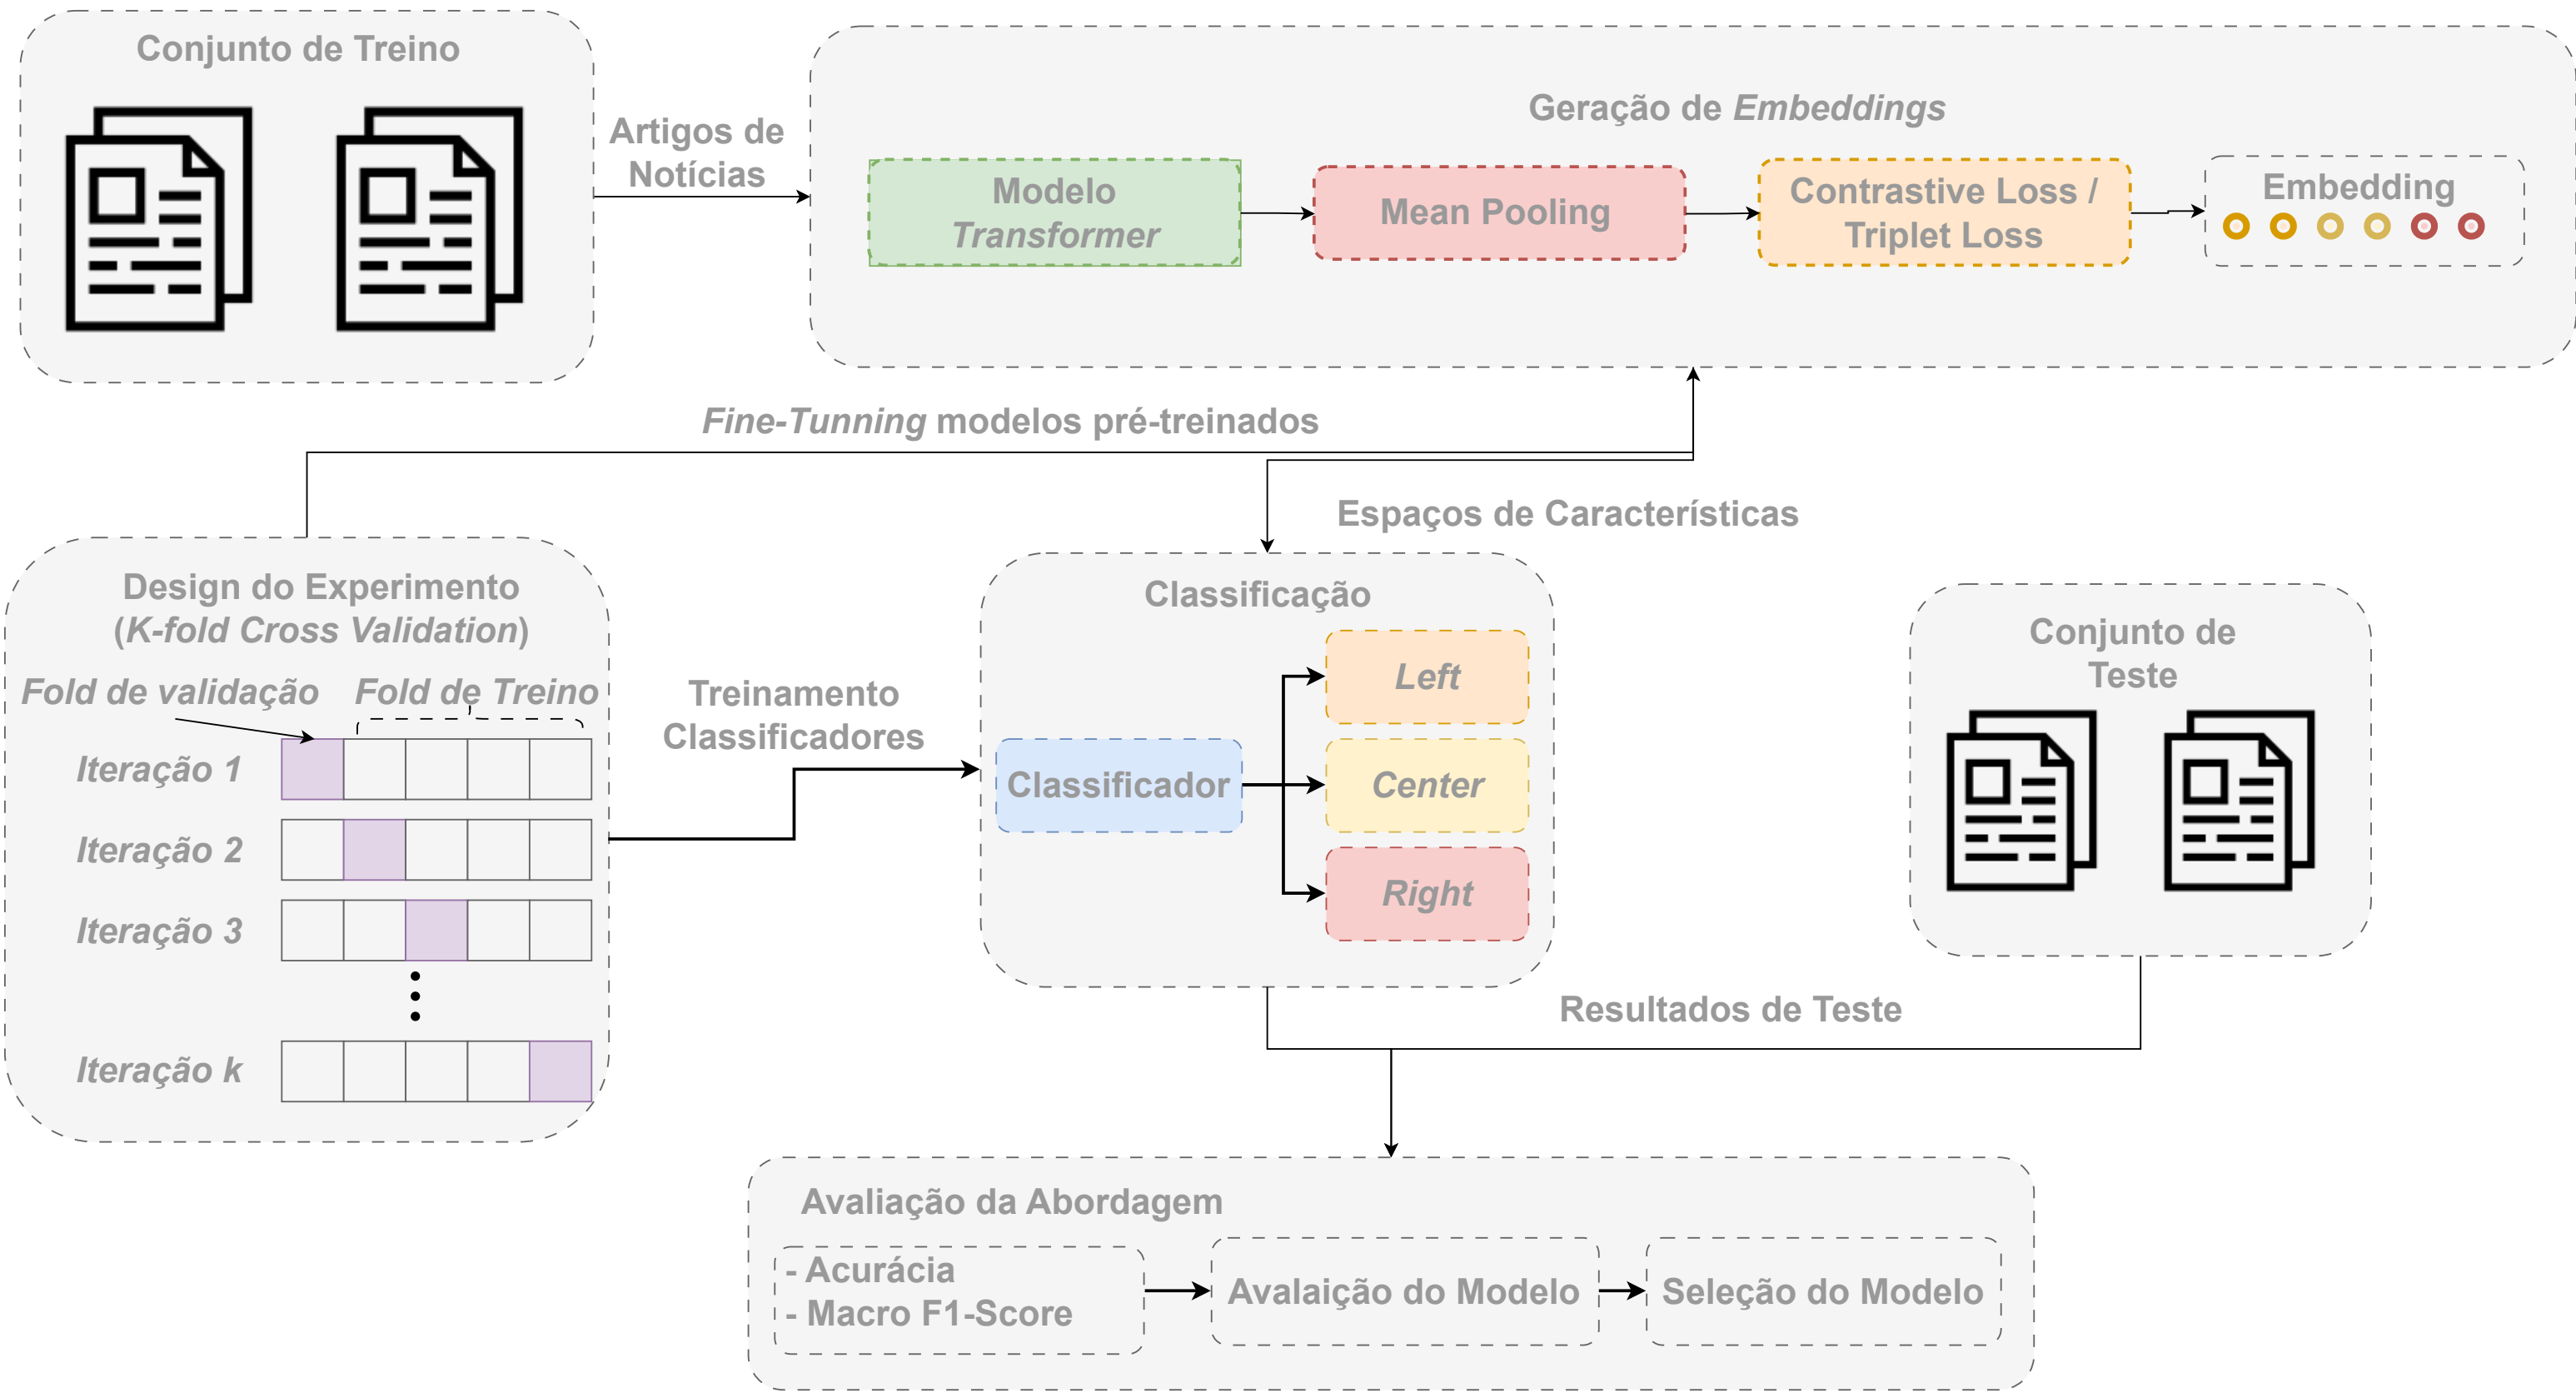 Conjunto de Treino
Artigos de
Notícias
Geração de Embeddings
Modelo
Transformer
Mean Pooling
Contrastive Loss /
Triplet Loss
Embedding
Fine-Tunning modelos pré-treinados
Espaços de Características
Design do Experimento
(K-fold Cross Validation)
Fold de validação
Fold de Treino
Iteração 1
Iteração 2
Iteração 3
Iteração k
Treinamento
Classificadores
Classificação
Classificador
Left
Center
Right
Conjunto de
Teste
Resultados de Teste
Avaliação da Abordagem
- Acurácia
- Macro F1-Score
Avalaição do Modelo
Seleção do Modelo